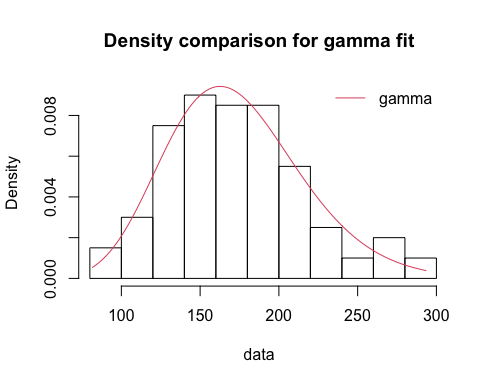 Density comparison for gamma fit
gamma
Density
0.008
0.004
0.000
100 150 200 250 300
data